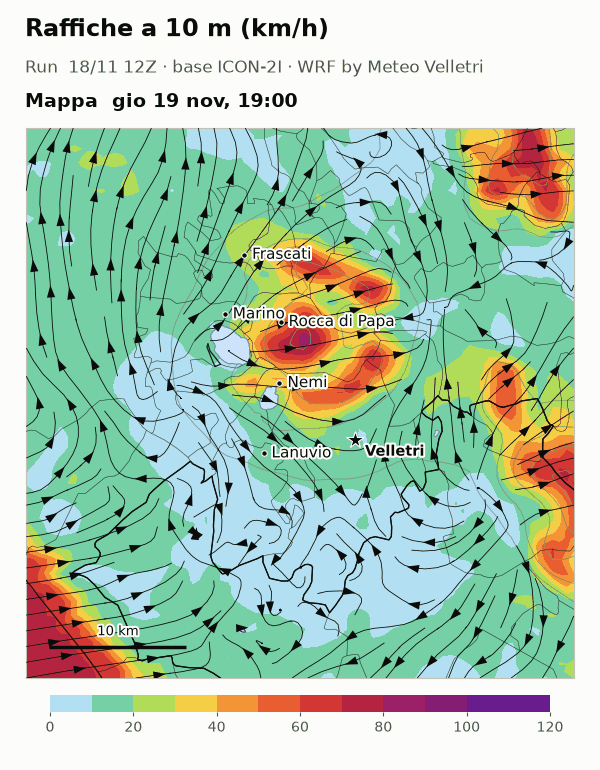 Raffiche a 10 m (km/h)
Run  18/11 12Z · base ICON-2I · WRF by Meteo Velletri
Mappa  gio 19 nov, 19:00
Frascati
Marino
Rocca di Papa
Nemi
Velletri
Lanuvio
10 km
0 20 40 60 80 100 120